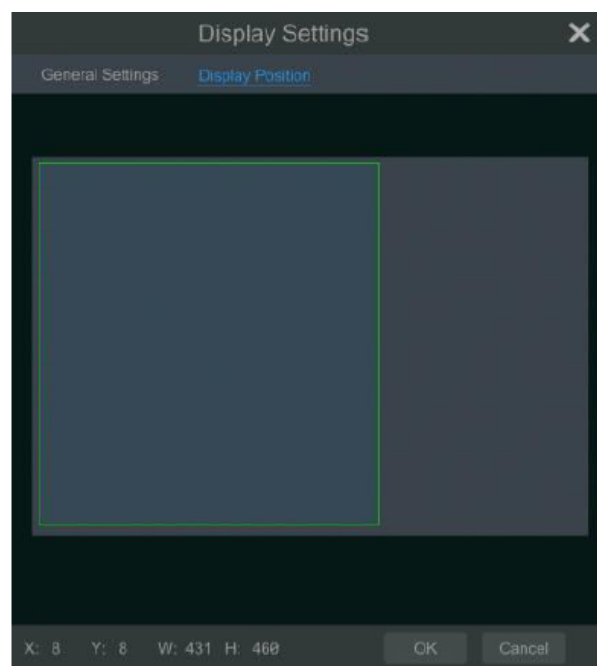 Display Settings
General Settings Display Position
X: 8 Y: 8 W: 431 H: 460 OK Cancel